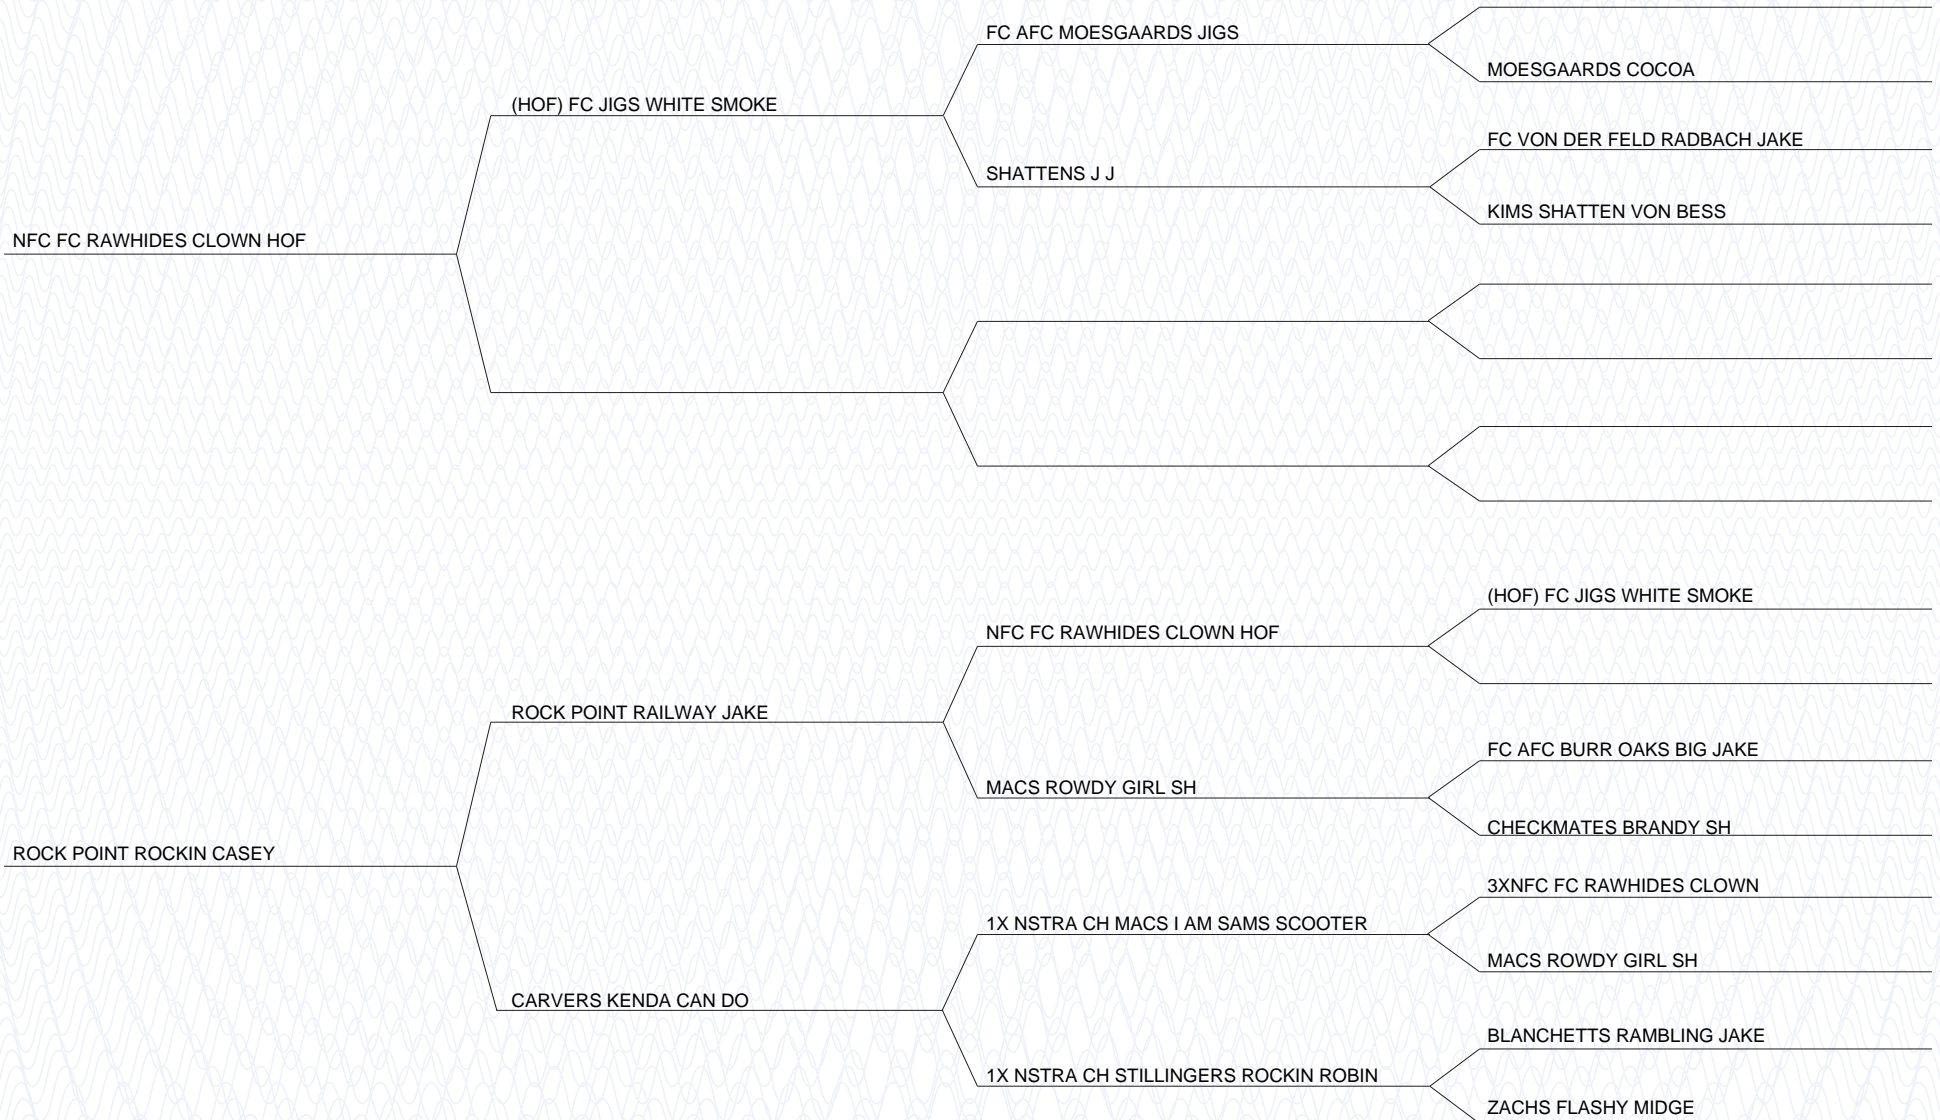 FC AFC MOESGAARDS JIGS
MOESGAARDS COCOA
(HOF) FC JIGS WHITE SMOKE
FC VON DER FELD RADBACH JAKE
SHATTENS J J
KIMS SHATTEN VON BESS
NFC FC RAWHIDES CLOWN HOF
(HOF) FC JIGS WHITE SMOKE
NFC FC RAWHIDES CLOWN HOF
ROCK POINT RAILWAY JAKE
FC AFC BURR OAKS BIG JAKE
MACS ROWDY GIRL SH
CHECKMATES BRANDY SH
ROCK POINT ROCKIN CASEY
3XNFC FC RAWHIDES CLOWN
1X NSTRA CH MACS I AM SAMS SCOOTER
MACS ROWDY GIRL SH
CARVERS KENDA CAN DO
BLANCHETTS RAMBLING JAKE
1X NSTRA CH STILLINGERS ROCKIN ROBIN
ZACHS FLASHY MIDGE